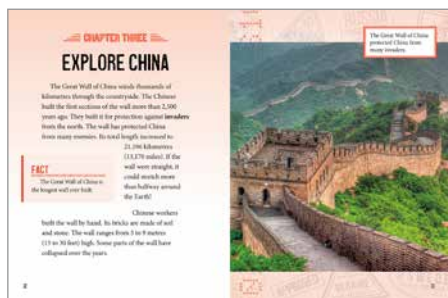 CHAPTER THREE
EXPLORE CHINA
The Great Wall of China winds thousands of
kilometres through the countryside. The Chinese
built the first sections of the wall more than 2,500
years ago. They built it for protection against invaders
from the north. The wall has protected China
from many enemies. Its total length increased to
21,196 kilometres
(13,170 miles). If the
wall were straight, it
could stretch more
than halfway around
the Earth!
FACT
The Great Wall of China is
the longest wall ever built.
Chinese workers
built the wall by hand. Its bricks are made of soil
and stone. The wall ranges from 5 to 9 metres
(15 to 30 feet) high. Some parts of the wall have
collapsed over the years.
The Great Wall of China
protected China from
many invaders.